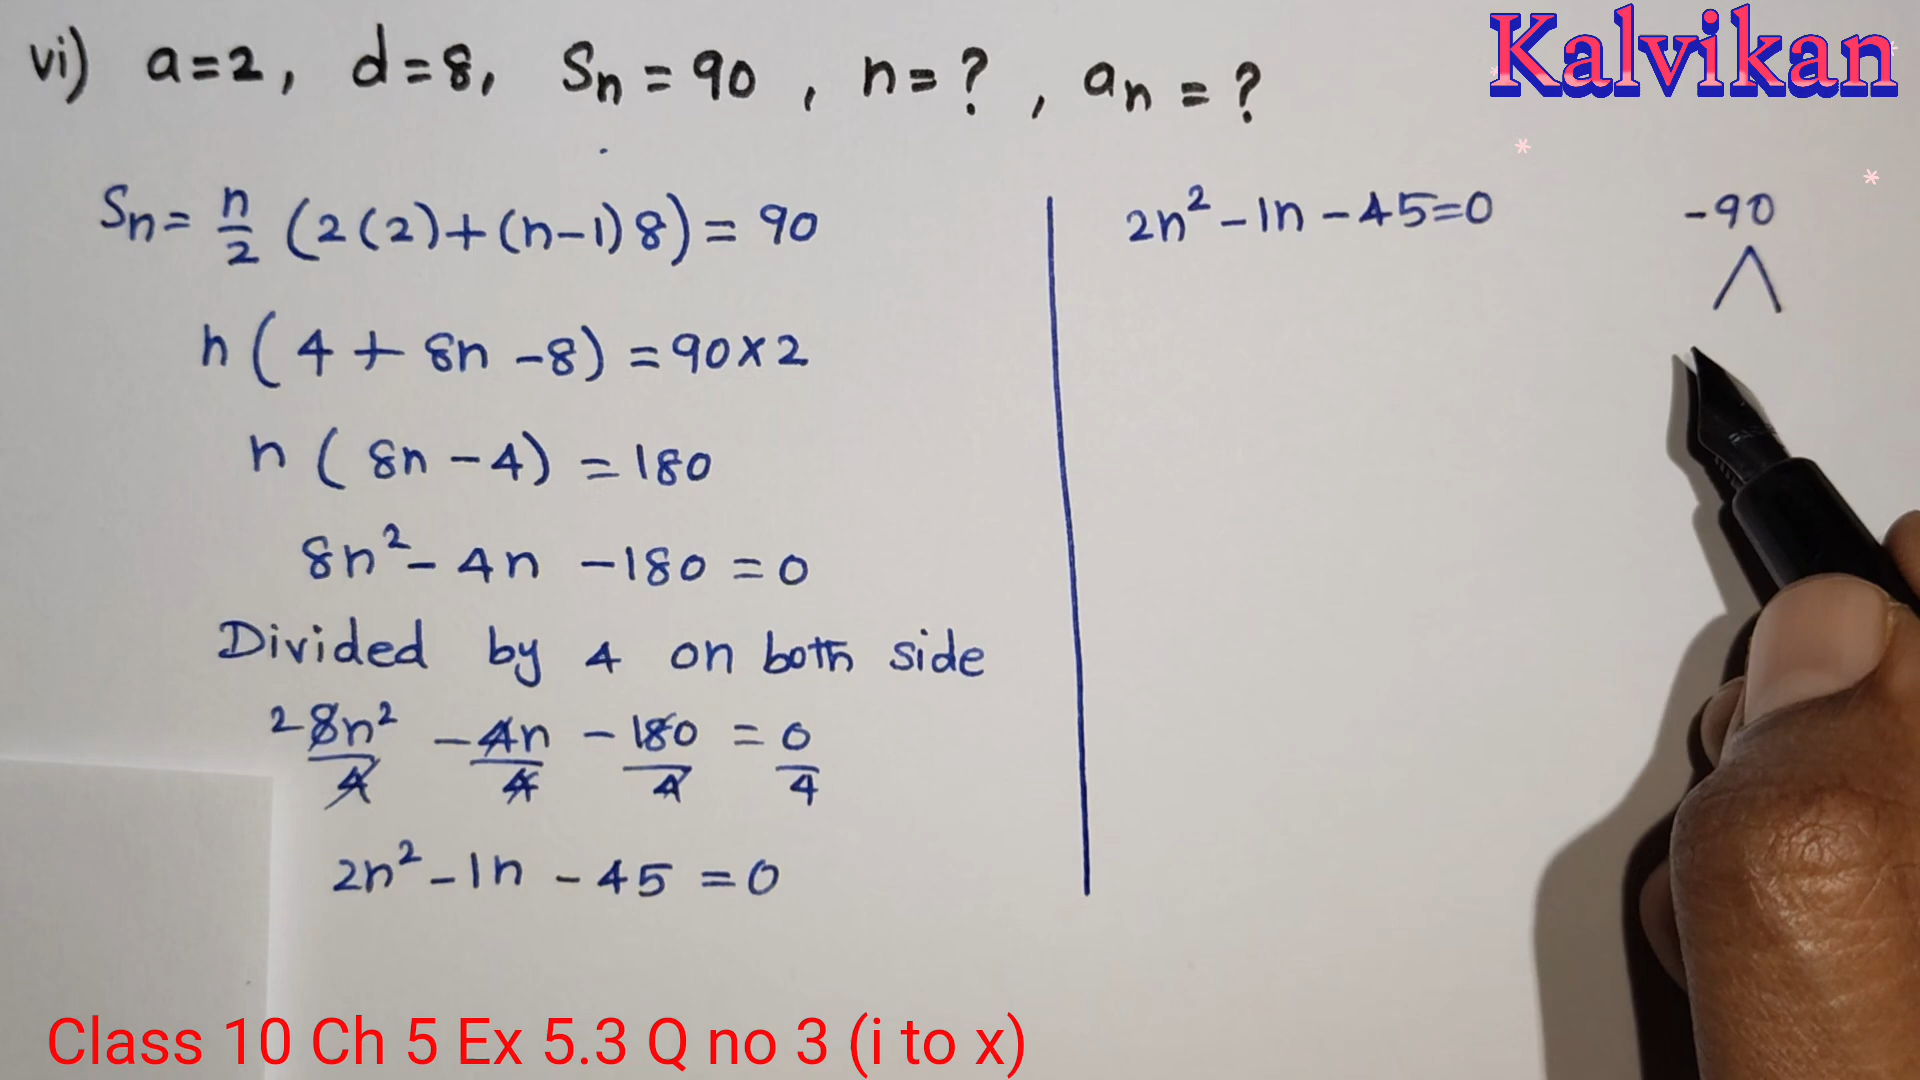 vi) a=2, d=8, Sn = 90, n=?, an = ?
Kalvikan
Sn = n/2 (2(2)+(n-1)8) = 90
n(4 + 8n -8) = 90×2
n (8n -4) = 180
8n² - 4n -180 = 0
Divided by 4 on both side
2 8n²/4 - 4n/4 - 180/4 = 0/4
2n² -1n - 45 = 0
2n² -1n -45=0
-90
Class 10 Ch 5 Ex 5.3 Q no 3 (i to x)